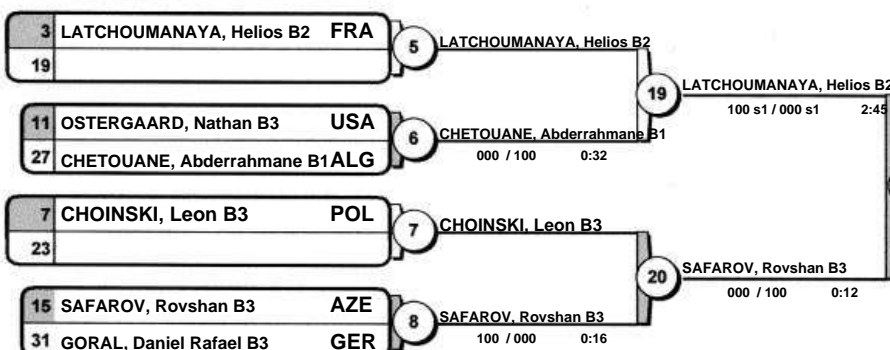 3 LATCHOUMANAYA, Helios B2 FRA
19
5
LATCHOUMANAYA, Helios B2
11 OSTERGAARD, Nathan B3 USA
27 CHETOUANE, Abderrahmane B1 ALG
6
CHETOUANE, Abderrahmane B1
000 / 100 0:32
19
LATCHOUMANAYA, Helios B2
100 s1 / 000 s1 2:45
7 CHOINSKI, Leon B3 POL
23
7
CHOINSKI, Leon B3
15 SAFAROV, Rovshan B3 AZE
31 GORAL, Daniel Rafael B3 GER
8
SAFAROV, Rovshan B3
100 / 000 0:16
20
SAFAROV, Rovshan B3
000 / 100 0:12